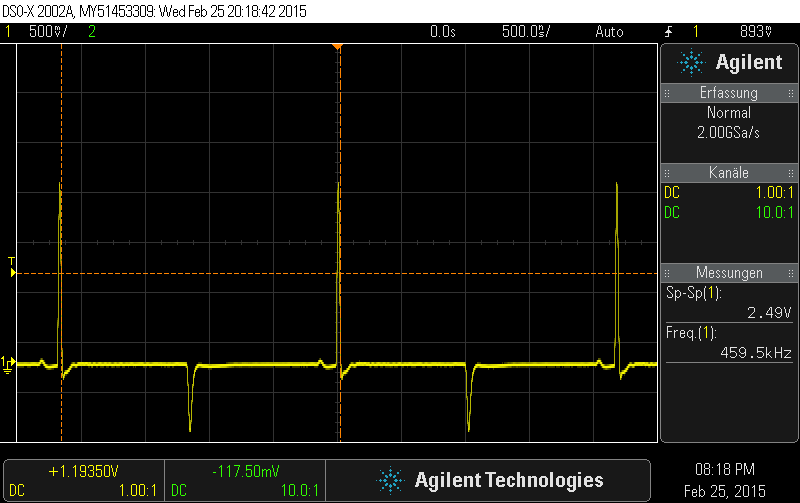 DSO-X 2002A, MY51453309: Wed Feb 25 20:18:42 2015
1 500V/ 2 0.0s 500.0s/ Auto 1 893V
Agilent
Erfassung
Normal
2.00GSa/s
Kanäle
DC 1.00:1
DC 10.0:1
T
Messungen
Sp-Sp(1):
2.49V
Freq.(1):
459.5kHz
1
+1.19350V
DC 1.00:1
-117.50mV
DC 10.0:1
Agilent Technologies
08:18 PM
Feb 25, 2015